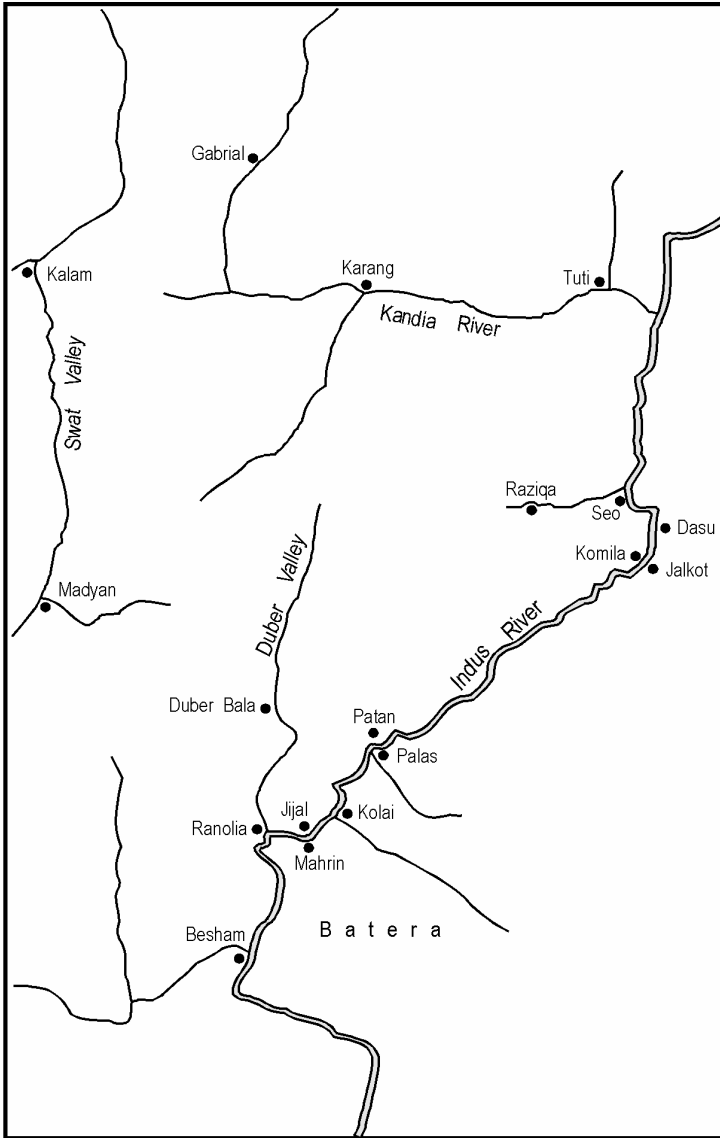 Gabrial
Kalam
Karang
Tuti
Kandia River
Swat Valley
Raziqa
Seo
Dasu
Komila
Jalkot
Madyan
Duber Valley
Indus River
Duber Bala
Patan
Palas
Jijal
Kolai
Ranolia
Mahrin
Batera
Besham